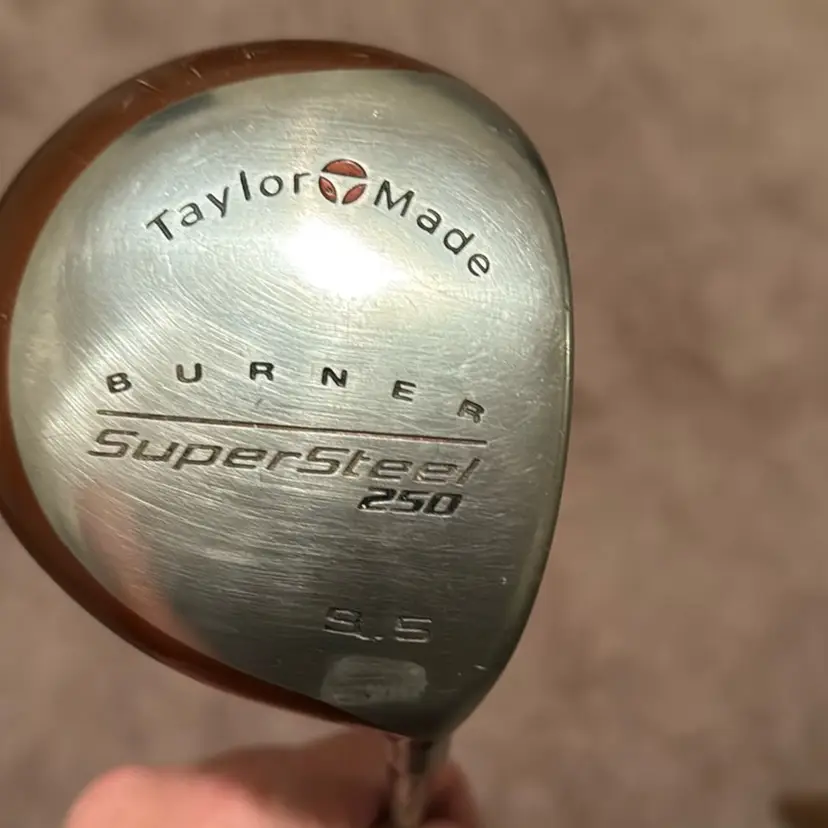 TaylorMade
BURNER
SuperSteel
250
9.5